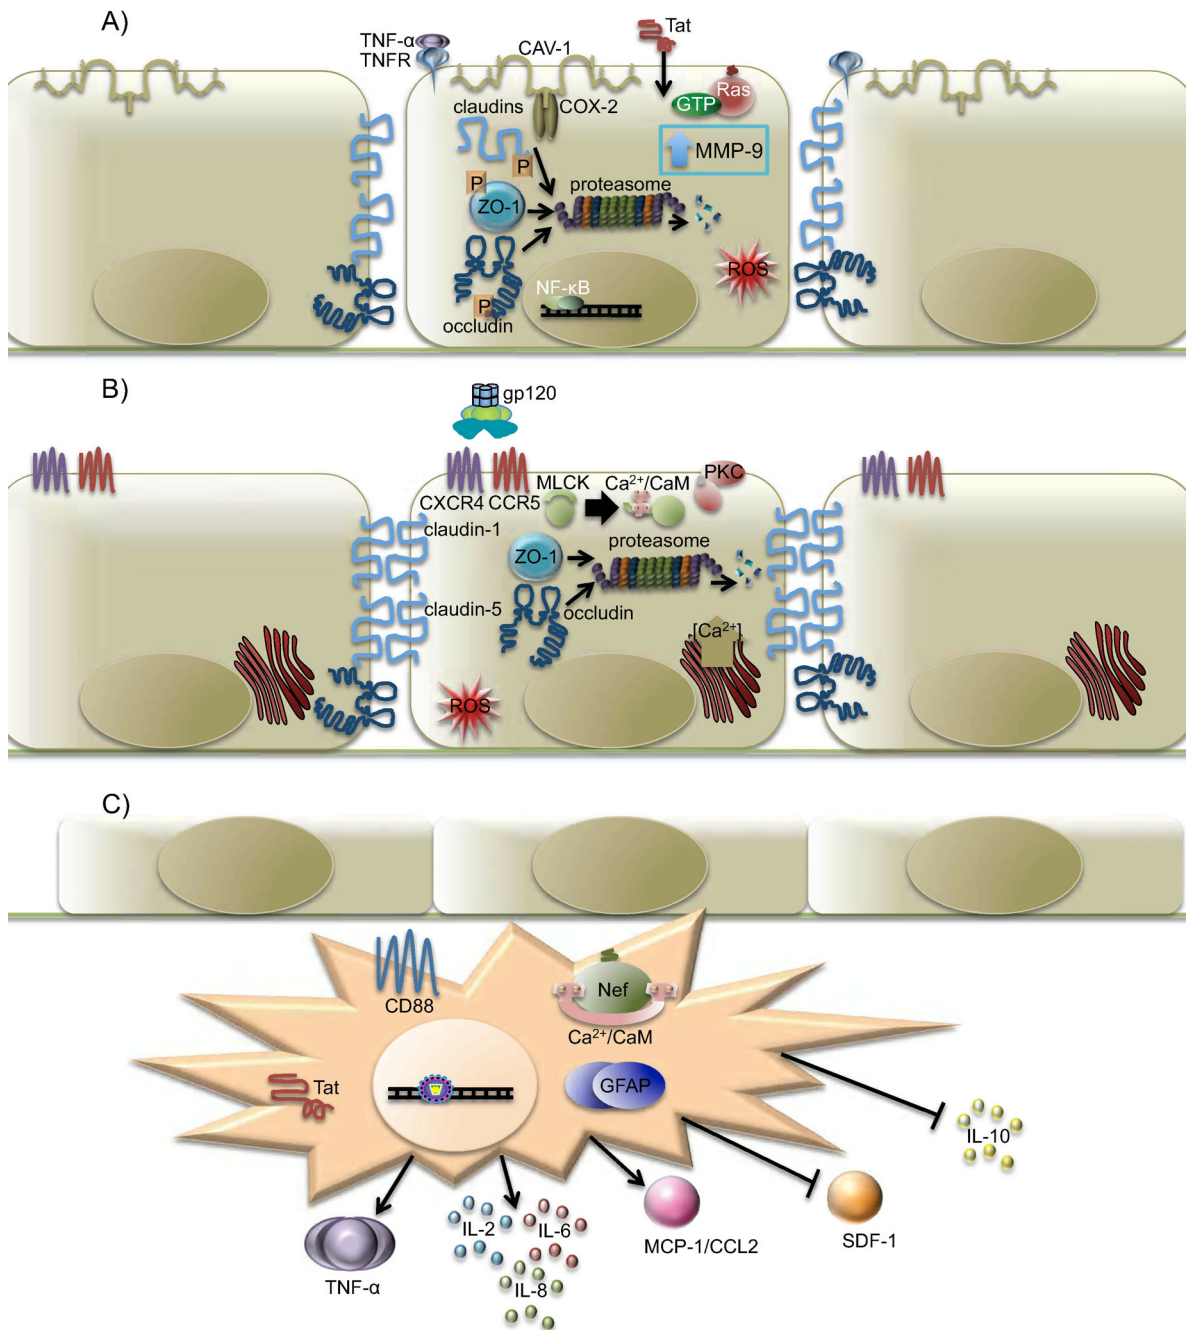 A)
TNF-α
TNFR
CAV-1
Tat
claudins
COX-2
GTP
Ras
MMP-9
P
P
ZO-1
proteasome
ROS
NF-κB
P
occludin
B)
gp120
CXCR4
CCR5
MLCK
Ca²⁺/CaM
PKC
claudin-1
ZO-1
proteasome
claudin-5
occludin
[Ca²⁺]
ROS
C)
CD88
Nef
Ca²⁺/CaM
Tat
GFAP
IL-10
IL-2
IL-6
IL-8
MCP-1/CCL2
SDF-1
TNF-α